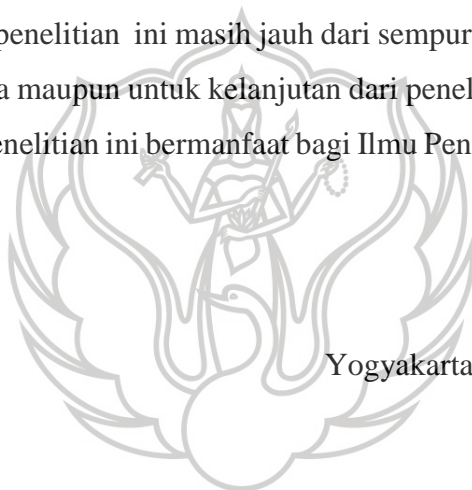 penelitian ini masih jauh dari sempur
a maupun untuk kelanjutan dari penel
enelitian ini bermanfaat bagi Ilmu Pen
Yogyakarta